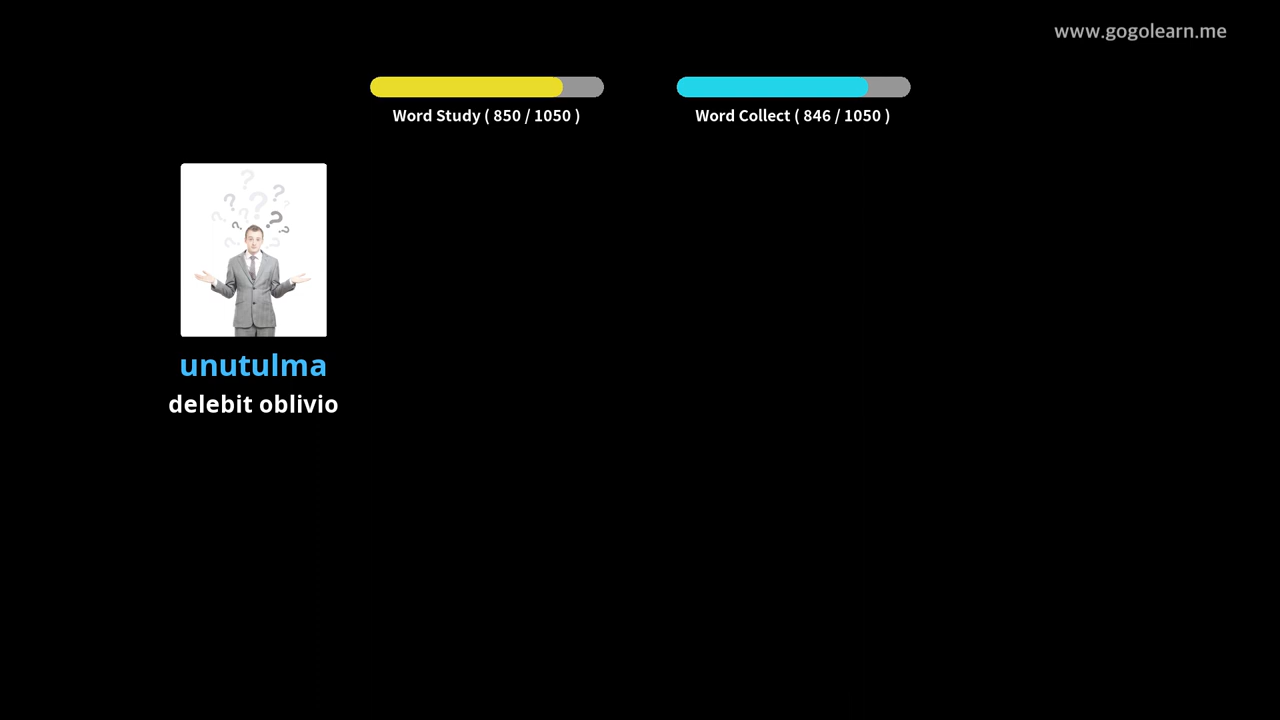 www.gogolearn.me
Word Study ( 850 / 1050 )
Word Collect ( 846 / 1050 )
unutulma
delebit oblivio